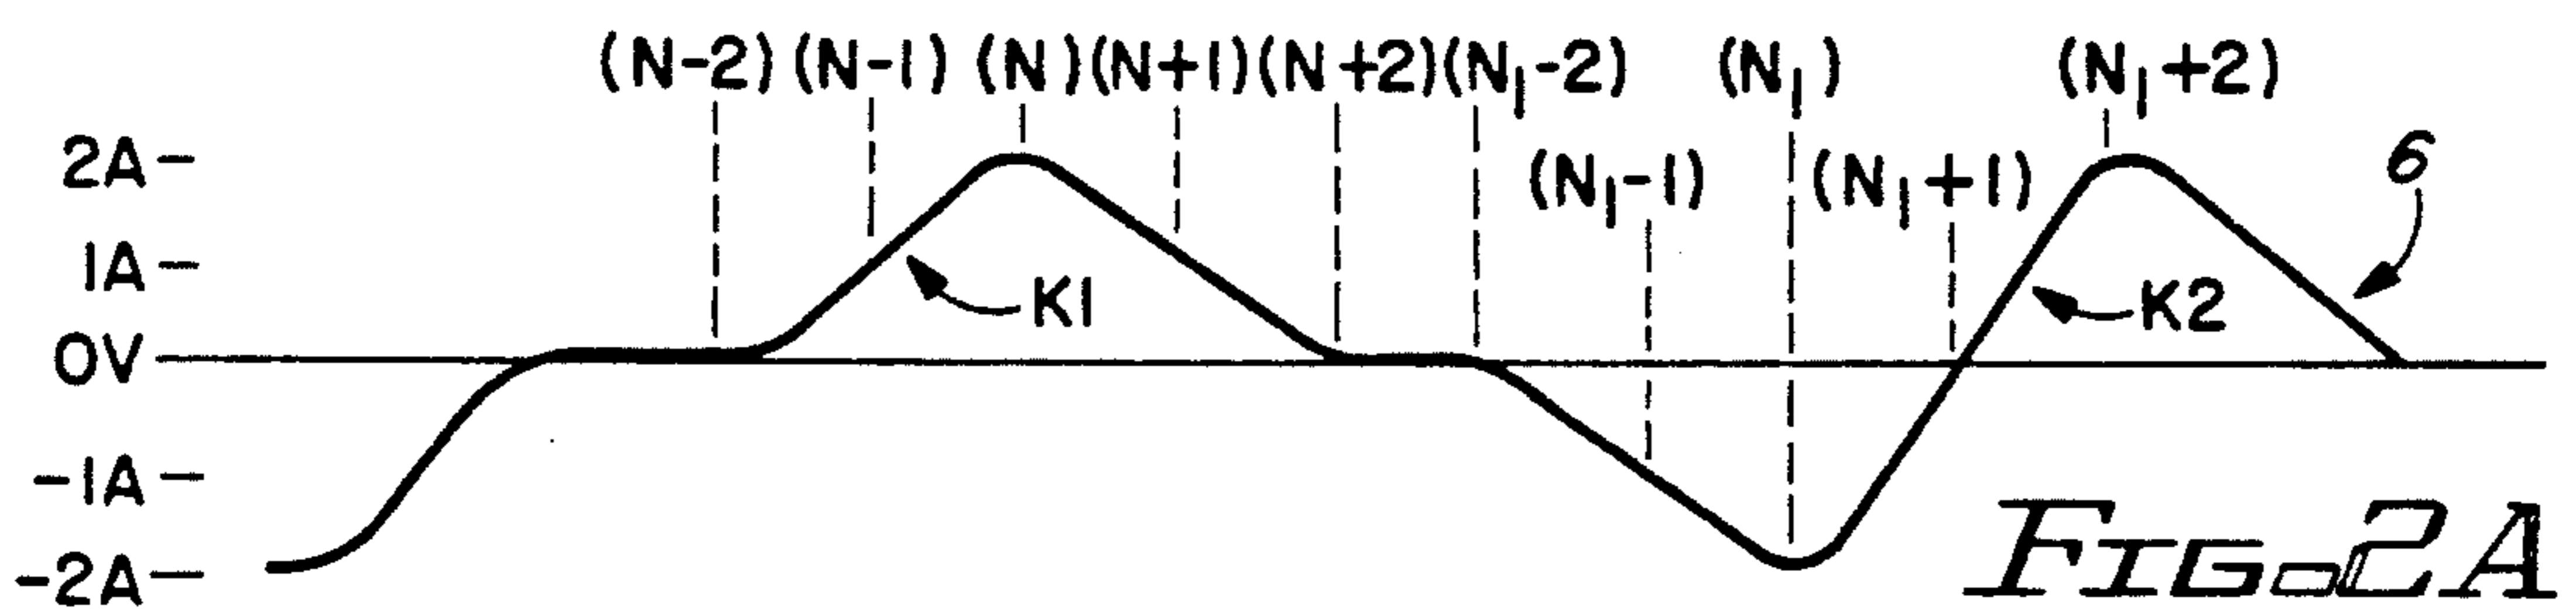 (N-2) (N-1) (N) (N+1) (N+2) (N₁-2) (N₁) (N₁+2)
2A
(N₁-1) (N₁+1) 6
1A
K1 K2
0V
-1A
-2A
FIG. 2A